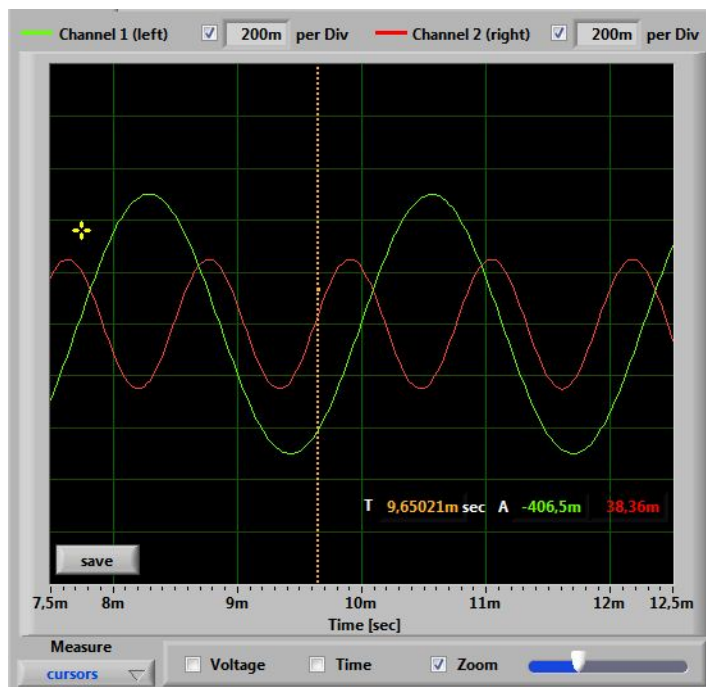 Channel 1 (left) 200m per Div Channel 2 (right) 200m per Div
T 9,65021m sec A -406,5m 38,36m
save
7,5m 8m 9m 10m 11m 12m 12,5m
Time [sec]
Measure
cursors Voltage Time Zoom